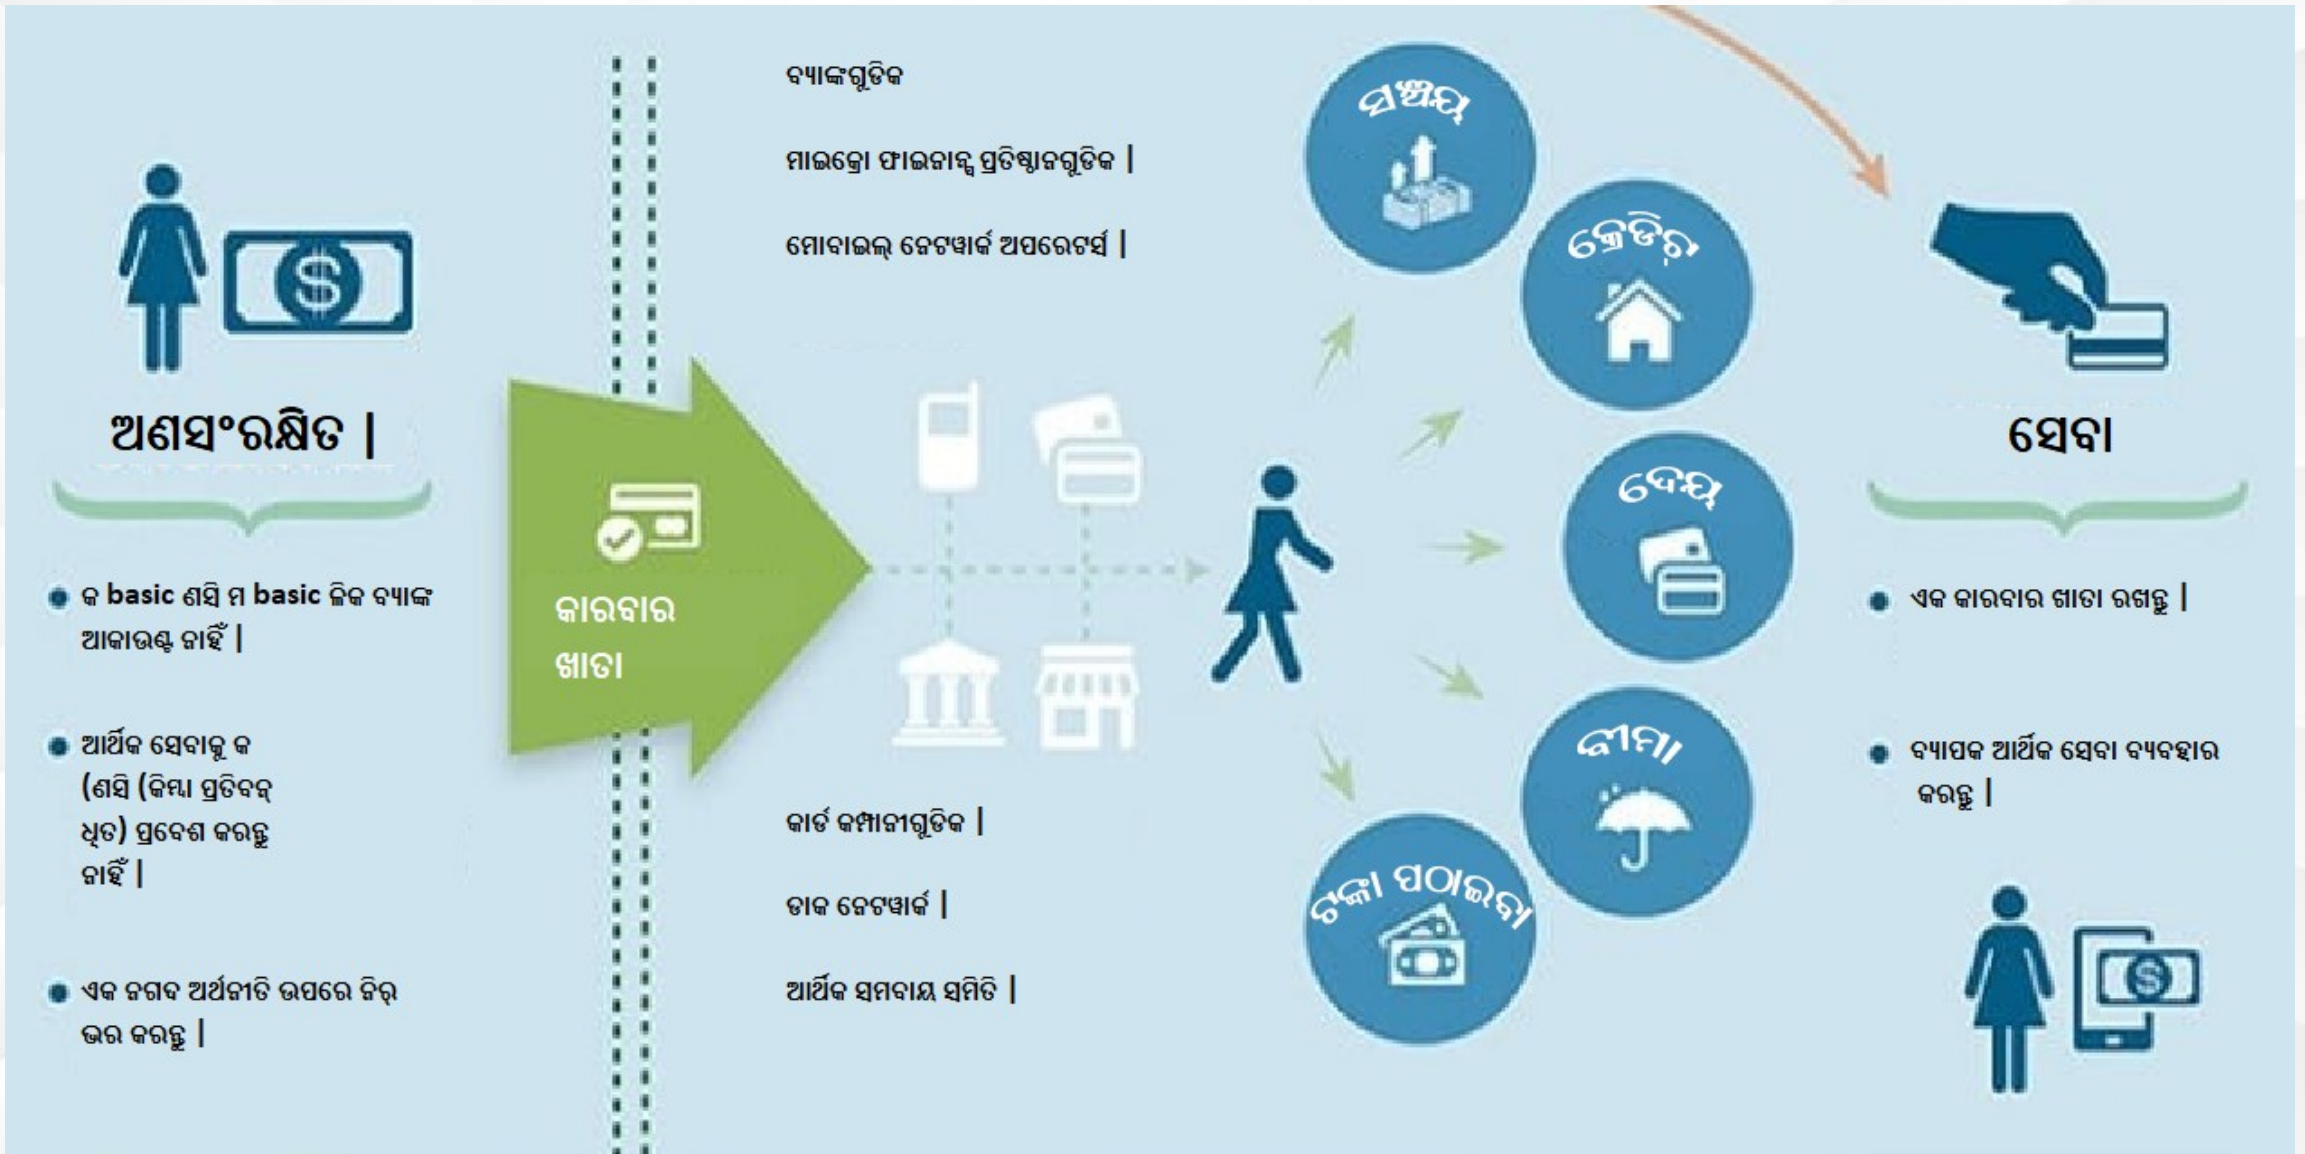 ଅଣସଂରକ୍ଷିତ |
କ basic ଣସି ମ basic ଳିକ ବ୍ୟାଙ୍କ
ଆକାଉଣ୍ଟ ନାହିଁ |
ଆର୍ଥିକ ସେବାକୁ କ
(ଣସି (କିମ୍ବା ପ୍ରତିବନ୍
ଧିତ) ପ୍ରବେଶ କରନ୍ତୁ
ନାହିଁ |
ଏକ ନଗଦ ଅର୍ଥନୀତି ଉପରେ ନିର୍
ଭର କରନ୍ତୁ |
କାରବାର
ଖାତା
ବ୍ୟାଙ୍କଗୁଡିକ
ମାଇକ୍ରୋ ଫାଇନାନ୍ସ ପ୍ରତିଷ୍ଠାନଗୁଡିକ |
ମୋବାଇଲ୍ ନେଟୱାର୍କ ଅପରେଟର୍ସ |
କାର୍ଡ କମ୍ପାନୀଗୁଡିକ |
ଡାକ ନେଟୱାର୍କ |
ଆର୍ଥିକ ସମବାୟ ସମିତି |
ସଞ୍ଚୟ
କ୍ରେଡିଟ୍
ଦେୟ
ବୀମା
ଟଙ୍କା ପଠାଇବା
ସେବା
ଏକ କାରବାର ଖାତା ରଖନ୍ତୁ |
ବ୍ୟାପକ ଆର୍ଥିକ ସେବା ବ୍ୟବହାର
କରନ୍ତୁ |